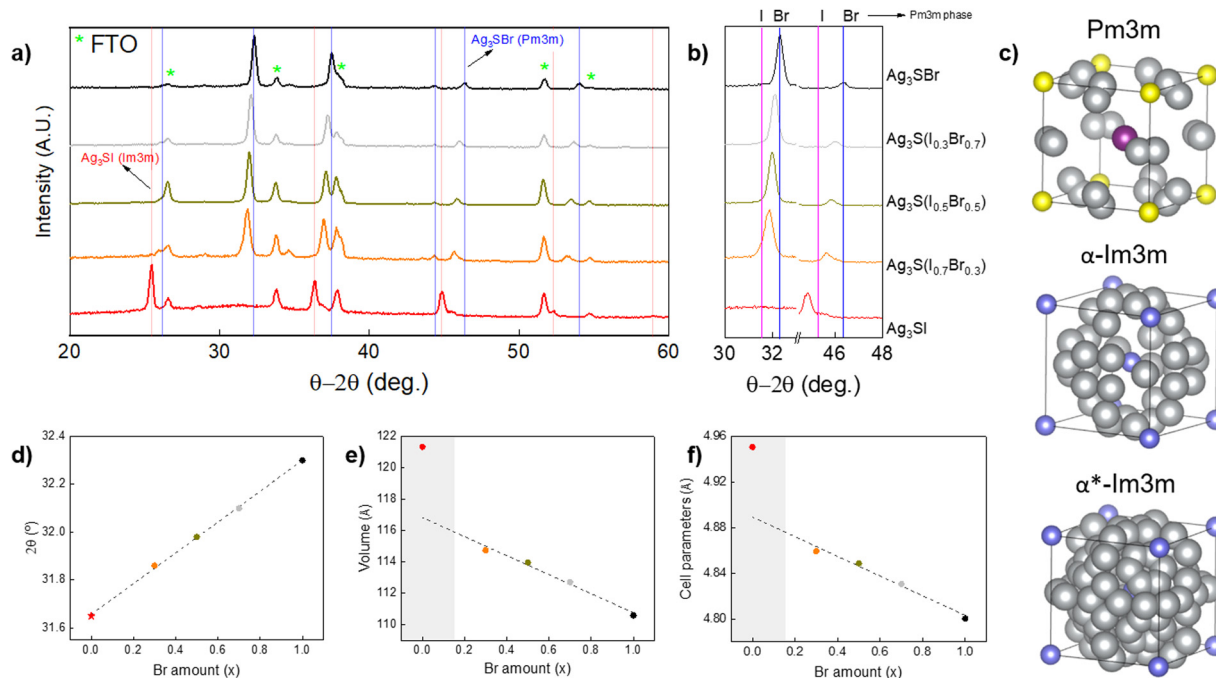 a)
* FTO
Ag₃SBr (Pm3m)
Ag₃SI (Im3m)
Intensity (A.U.)
20 30 40 50 60
θ–2θ (deg.)
b)
I Br I Br Pm3m phase
Ag₃SBr
Ag₃S(I₀.₃Br₀.₇)
Ag₃S(I₀.₅Br₀.₅)
Ag₃S(I₀.₇Br₀.₃)
Ag₃SI
30 32 46 48
θ–2θ (deg.)
c)
Pm3m
α-Im3m
α*-Im3m
d)
2θ (º)
32.4
32.2
32.0
31.8
31.6
0.0 0.2 0.4 0.6 0.8 1.0
Br amount (x)
e)
Volume (Å)
122
120
118
116
114
112
110
0.0 0.2 0.4 0.6 0.8 1.0
Br amount (x)
f)
Cell parameters (Å)
4.96
4.92
4.88
4.84
4.80
0.0 0.2 0.4 0.6 0.8 1.0
Br amount (x)